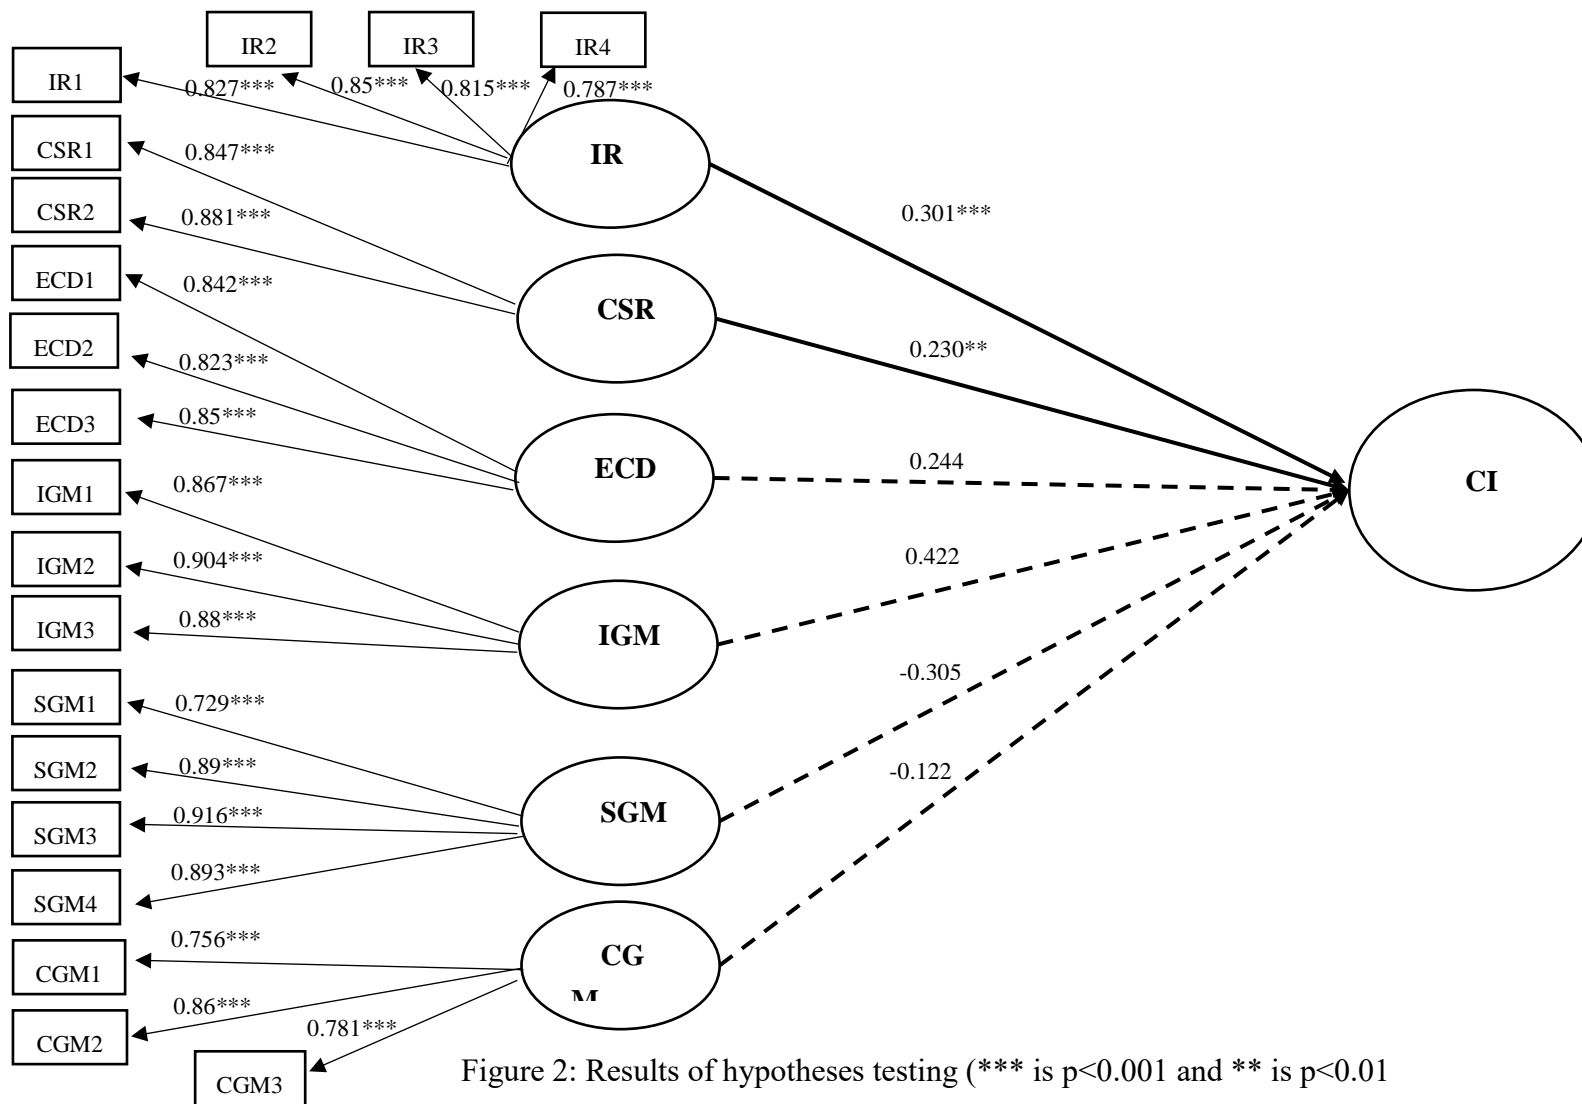 IR2
IR3
IR4
IR1
0.827***
0.85***
0.815***
0.787***
CSR1
0.847***
IR
CSR2
0.881***
0.301***
ECD1
0.842***
CSR
ECD2
0.823***
0.230**
ECD3
0.85***
ECD
0.244
IGM1
0.867***
CI
IGM2
0.904***
0.422
IGM3
0.88***
IGM
-0.305
SGM1
0.729***
SGM2
0.89***
-0.122
SGM3
0.916***
SGM
SGM4
0.893***
CGM1
0.756***
CG
M
CGM2
0.86***
0.781***
CGM3
Figure 2: Results of hypotheses testing (*** is p<0.001 and ** is p<0.01